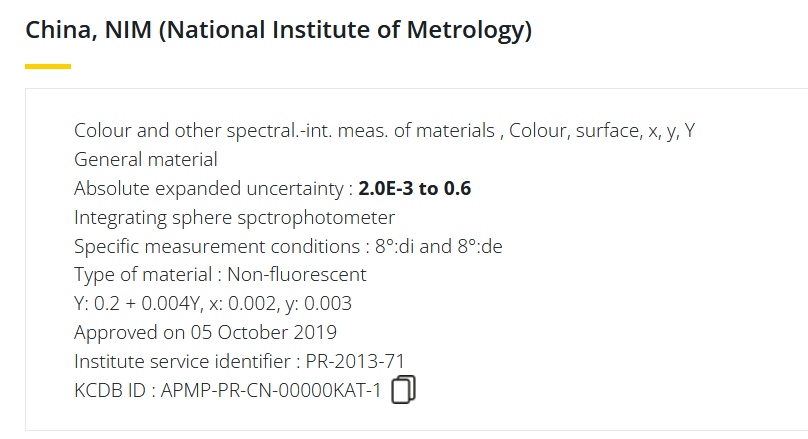 China, NIM (National Institute of Metrology)
Colour and other spectral.-int. meas. of materials , Colour, surface, x, y, Y
General material
Absolute expanded uncertainty : 2.0E-3 to 0.6
Integrating sphere spctrophotometer
Specific measurement conditions : 8°:di and 8°:de
Type of material : Non-fluorescent
Y: 0.2 + 0.004Y, x: 0.002, y: 0.003
Approved on 05 October 2019
Institute service identifier : PR-2013-71
KCDB ID : APMP-PR-CN-00000KAT-1